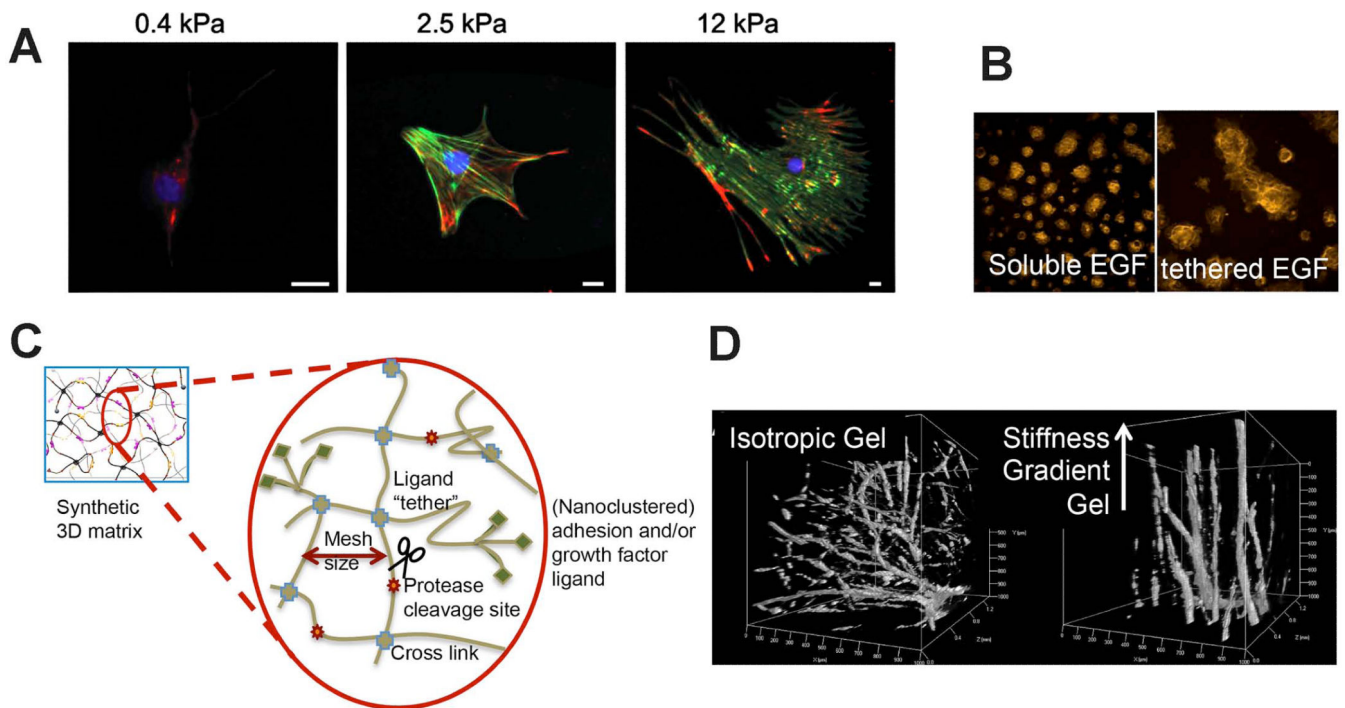 A
0.4 kPa
2.5 kPa
12 kPa
B
Soluble EGF
tethered EGF
C
Synthetic
3D matrix
Ligand
"tether"
Mesh
size
Protease
cleavage site
Cross link
(Nanoclustered)
adhesion and/or
growth factor
ligand
D
Isotropic Gel
Stiffness
Gradient
Gel